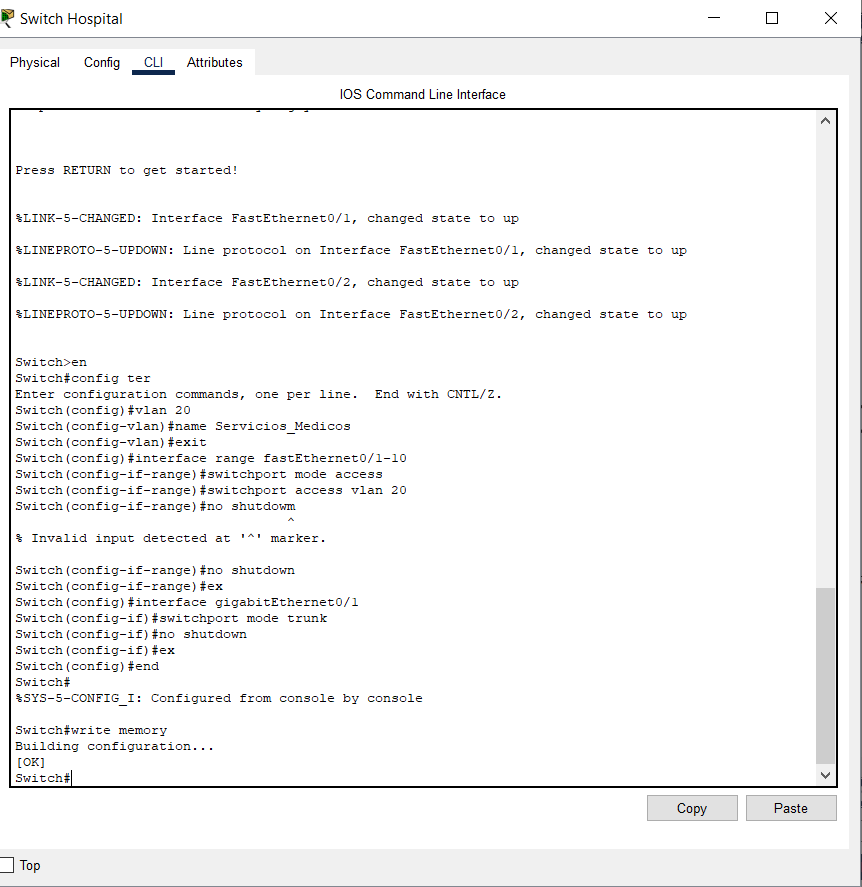 Switch Hospital
Physical Config CLI Attributes
IOS Command Line Interface
Press RETURN to get started!
%LINK-5-CHANGED: Interface FastEthernet0/1, changed state to up
%LINEPROTO-5-UPDOWN: Line protocol on Interface FastEthernet0/1, changed state to up
%LINK-5-CHANGED: Interface FastEthernet0/2, changed state to up
%LINEPROTO-5-UPDOWN: Line protocol on Interface FastEthernet0/2, changed state to up
Switch>en
Switch#config ter
Enter configuration commands, one per line.  End with CNTL/Z.
Switch(config)#vlan 20
Switch(config-vlan)#name Servicios_Medicos
Switch(config-vlan)#exit
Switch(config)#interface range fastEthernet0/1-10
Switch(config-if-range)#switchport mode access
Switch(config-if-range)#switchport access vlan 20
Switch(config-if-range)#no shutdowm
^
% Invalid input detected at '^' marker.
Switch(config-if-range)#no shutdown
Switch(config-if-range)#ex
Switch(config)#interface gigabitEthernet0/1
Switch(config-if)#switchport mode trunk
Switch(config-if)#no shutdown
Switch(config-if)#ex
Switch(config)#end
Switch#
%SYS-5-CONFIG_I: Configured from console by console
Switch#write memory
Building configuration...
[OK]
Switch#
Copy Paste
Top